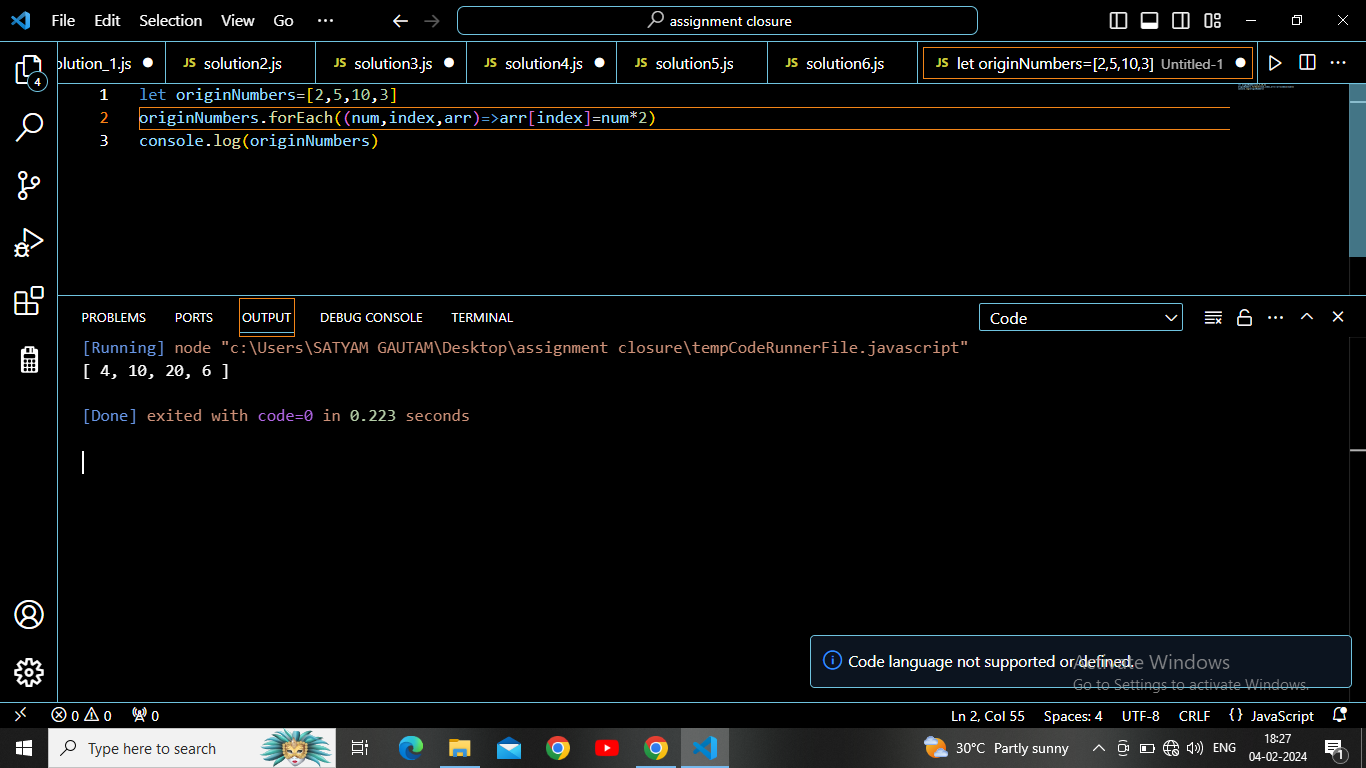 File Edit Selection View Go ··· assignment closure
4
olution_1.js JS solution2.js JS solution3.js JS solution4.js JS solution5.js JS solution6.js JS let originNumbers=[2,5,10,3] Untitled-1
1 let originNumbers=[2,5,10,3]
2 originNumbers.forEach((num,index,arr)=>arr[index]=num*2)
3 console.log(originNumbers)
PROBLEMS PORTS OUTPUT DEBUG CONSOLE TERMINAL Code
[Running] node "c:\Users\SATYAM GAUTAM\Desktop\assignment closure\tempCodeRunnerFile.javascript"
[ 4, 10, 20, 6 ]
[Done] exited with code=0 in 0.223 seconds
Code language not supported or defined.
Activate Windows
Go to Settings to activate Windows.
0 0 0 Ln 2, Col 55 Spaces: 4 UTF-8 CRLF {} JavaScript
Type here to search 30°C Partly sunny ENG 18:27
04-02-2024 1